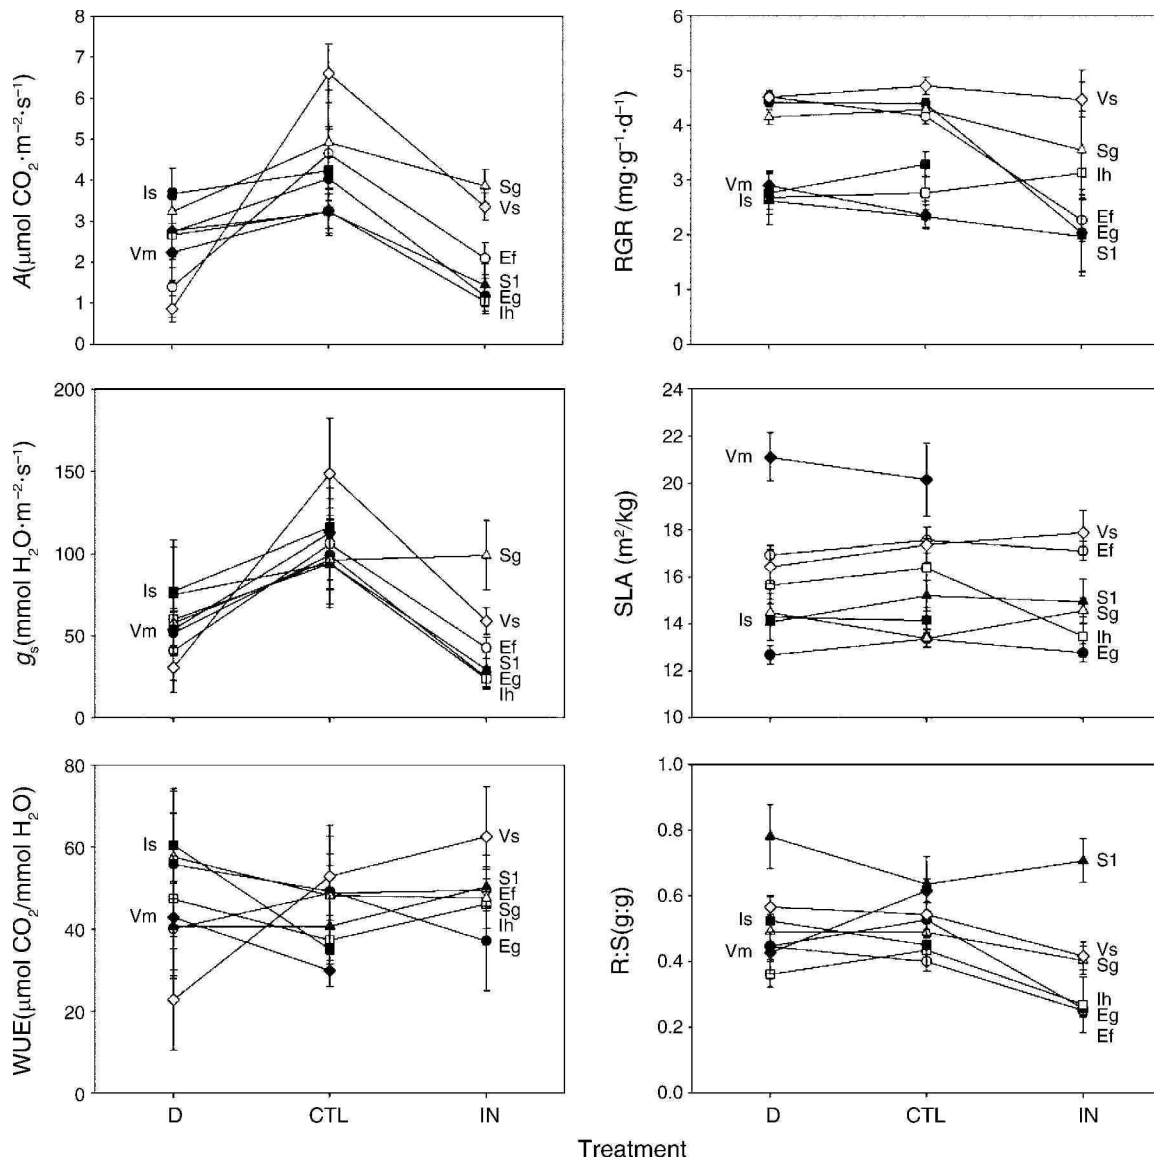 A(μmol CO₂·m⁻²·s⁻¹)
8
7
6
5
4
3
2
1
0
Is
Vm
Sg
Vs
Ef
S1
Eg
Ih
RGR (mg·g⁻¹·d⁻¹)
6
5
4
3
2
1
0
Vm
Is
Vs
Sg
Ih
Ef
Eg
S1
gₛ(mmol H₂O·m⁻²·s⁻¹)
200
150
100
50
0
Is
Vm
Sg
Vs
Ef
S1
Eg
Ih
SLA (m²/kg)
24
22
20
18
16
14
12
10
Vm
Is
Vs
Ef
S1
Sg
Ih
Eg
WUE(μmol CO₂/mmol H₂O)
80
60
40
20
0
Is
Vm
Vs
S1
Ef
Sg
Ih
Eg
D
CTL
IN
R:S(g:g)
1.0
0.8
0.6
0.4
0.2
0.0
Is
Vm
S1
Vs
Sg
Ih
Eg
Ef
D
CTL
IN
Treatment